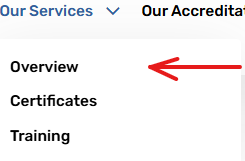 Our Services Our Accredita
Overview
Certificates
Training